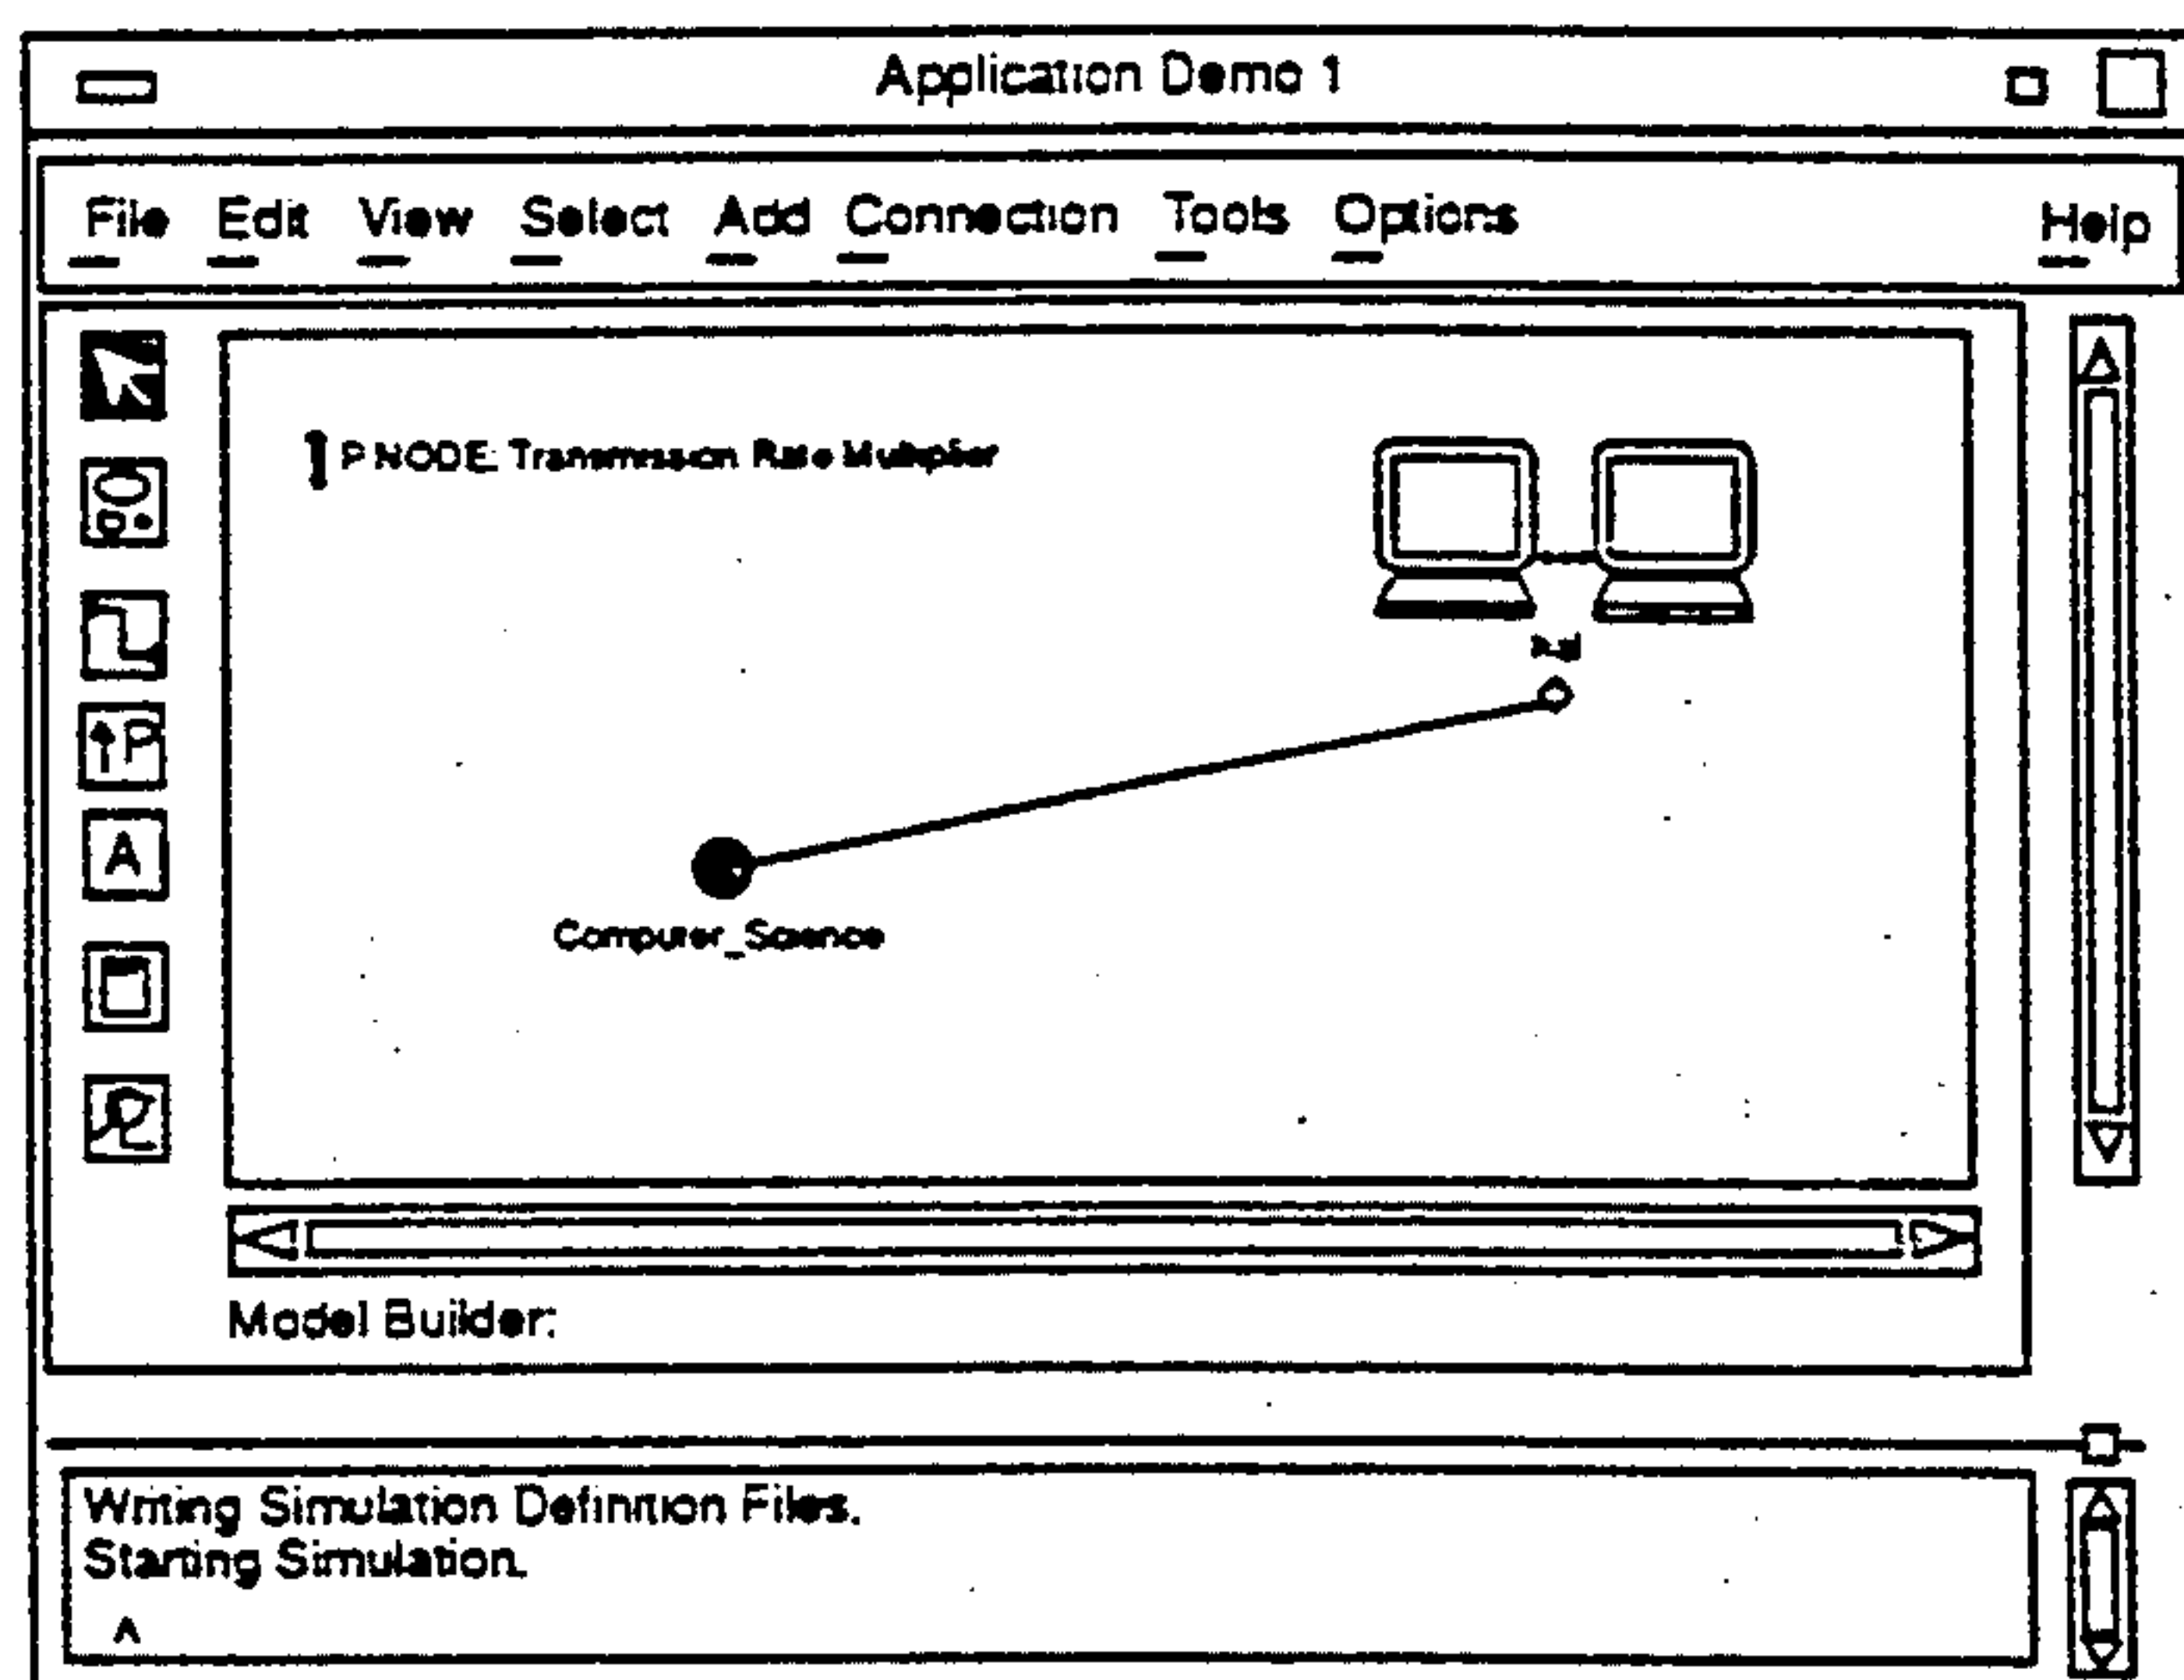 Application Demo 1
File Edit View Select Add Connection Tools Options Help
1 P NODE: Transmission Rate Multiplier
P
A
Computer_Science
Model Builder:
Writing Simulation Definition Files.
Starting Simulation.
^